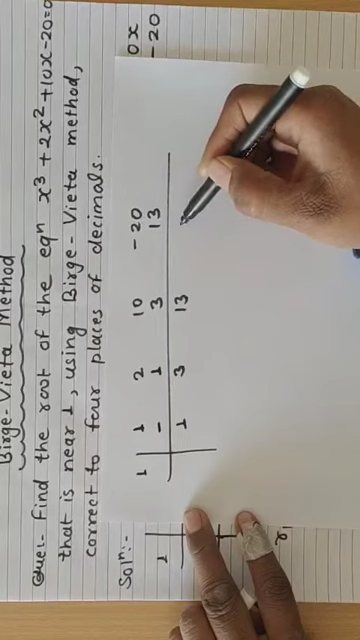 Birge-Vieta Method
Que:- Find the root of the eqⁿ x³ + 2x² + 10x - 20 = 0
that is near 1, using Birge-Vieta method,
correct to four places of decimals.
Solⁿ:-
0x
-20
1 1 2 10 -20
- 1 3 13
1 3 13
1